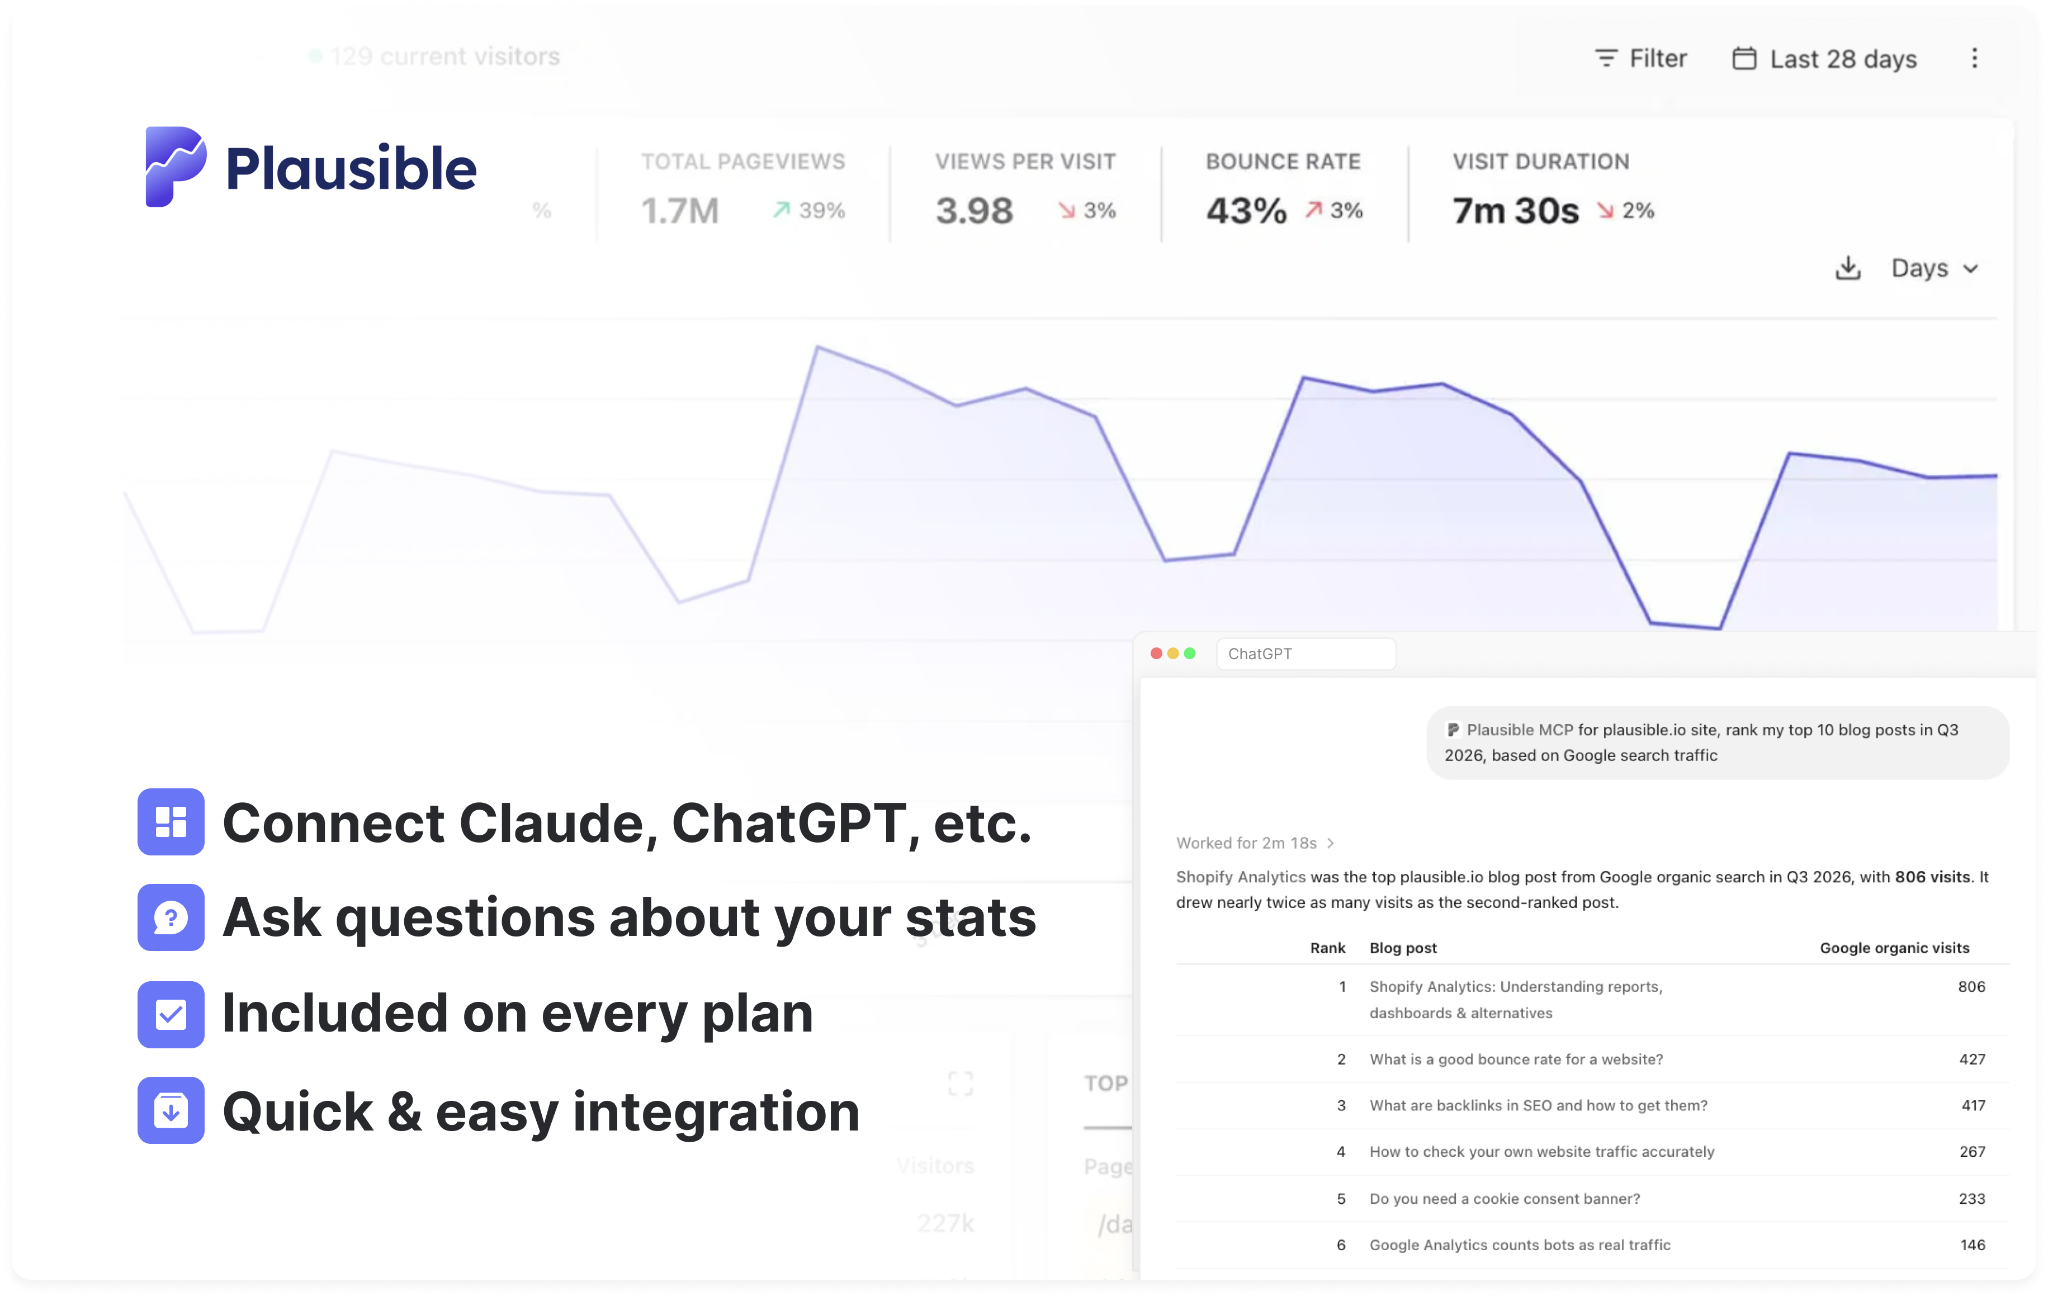 129 current visitors
Filter
Last 28 days
Plausible
%
TOTAL PAGEVIEWS
1.7M 39%
VIEWS PER VISIT
3.98 3%
BOUNCE RATE
43% 3%
VISIT DURATION
7m 30s 2%
Days
Connect Claude, ChatGPT, etc.
Ask questions about your stats
Included on every plan
Quick & easy integration
Visitors
227k
TOP
Page
/da
ChatGPT
Plausible MCP for plausible.io site, rank my top 10 blog posts in Q3
2026, based on Google search traffic
Worked for 2m 18s
Shopify Analytics was the top plausible.io blog post from Google organic search in Q3 2026, with 806 visits. It
drew nearly twice as many visits as the second-ranked post.
Rank Blog post Google organic visits
1 Shopify Analytics: Understanding reports, 806
dashboards & alternatives
2 What is a good bounce rate for a website? 427
3 What are backlinks in SEO and how to get them? 417
4 How to check your own website traffic accurately 267
5 Do you need a cookie consent banner? 233
6 Google Analytics counts bots as real traffic 146